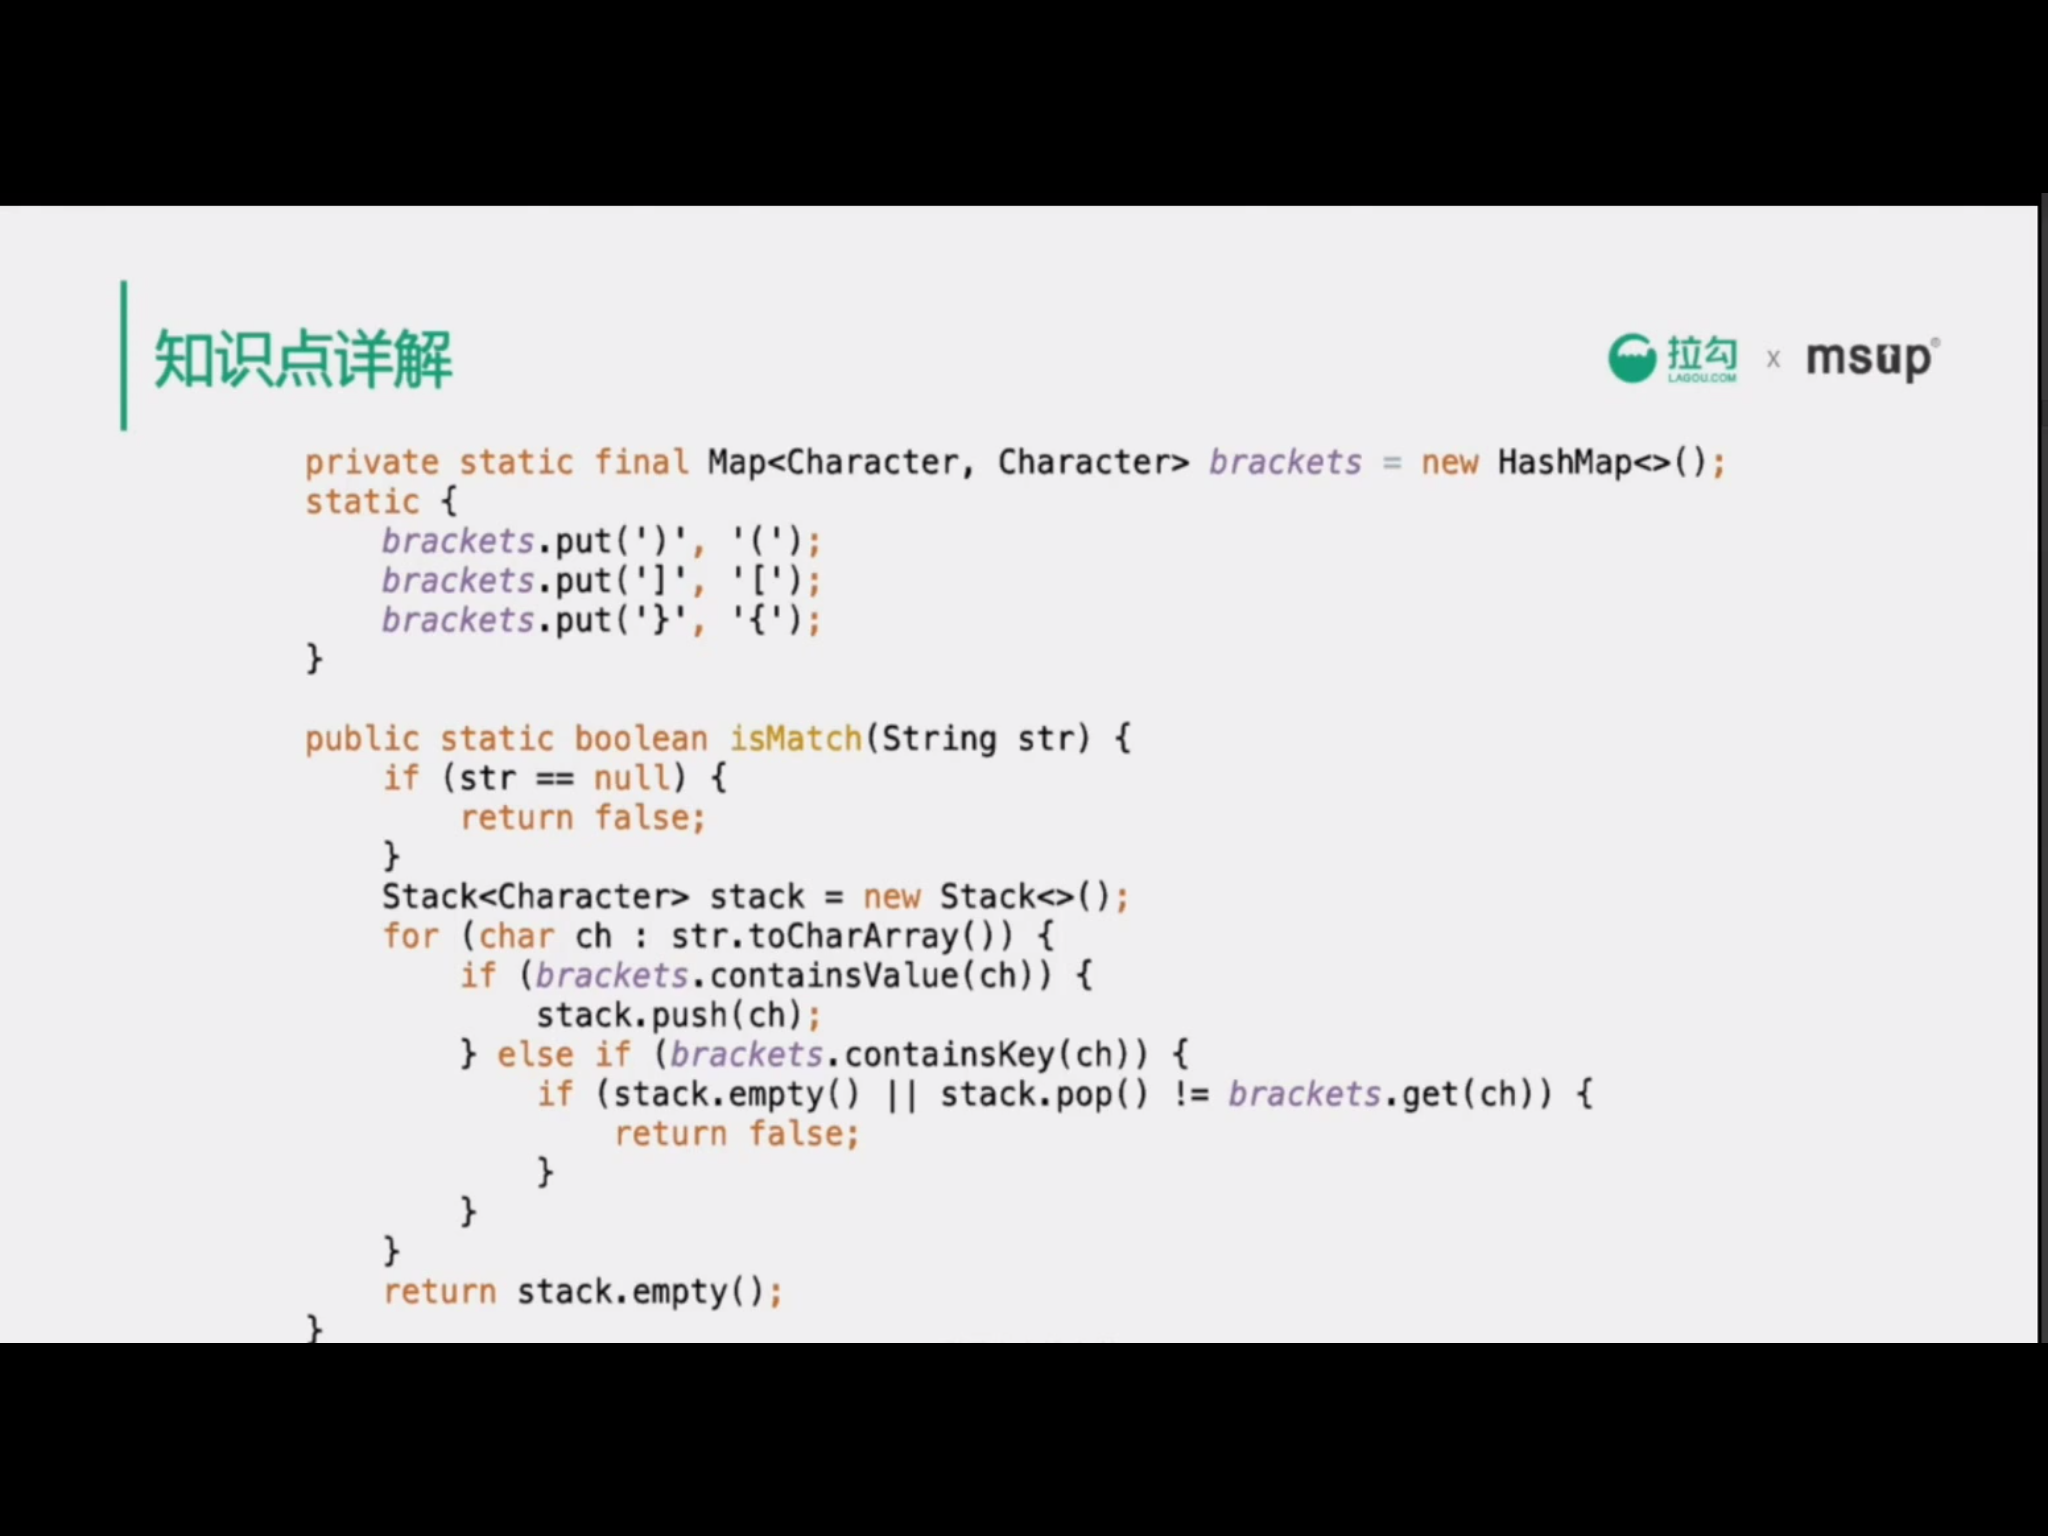 知识点详解
拉勾
LAGOU.COM
x
msup®
private static final Map<Character, Character> brackets = new HashMap<>();
static {
    brackets.put(')', '(');
    brackets.put(']', '[');
    brackets.put('}', '{');
}
public static boolean isMatch(String str) {
    if (str == null) {
        return false;
    }
    Stack<Character> stack = new Stack<>();
    for (char ch : str.toCharArray()) {
        if (brackets.containsValue(ch)) {
            stack.push(ch);
        } else if (brackets.containsKey(ch)) {
            if (stack.empty() || stack.pop() != brackets.get(ch)) {
                return false;
            }
        }
    }
    return stack.empty();
}